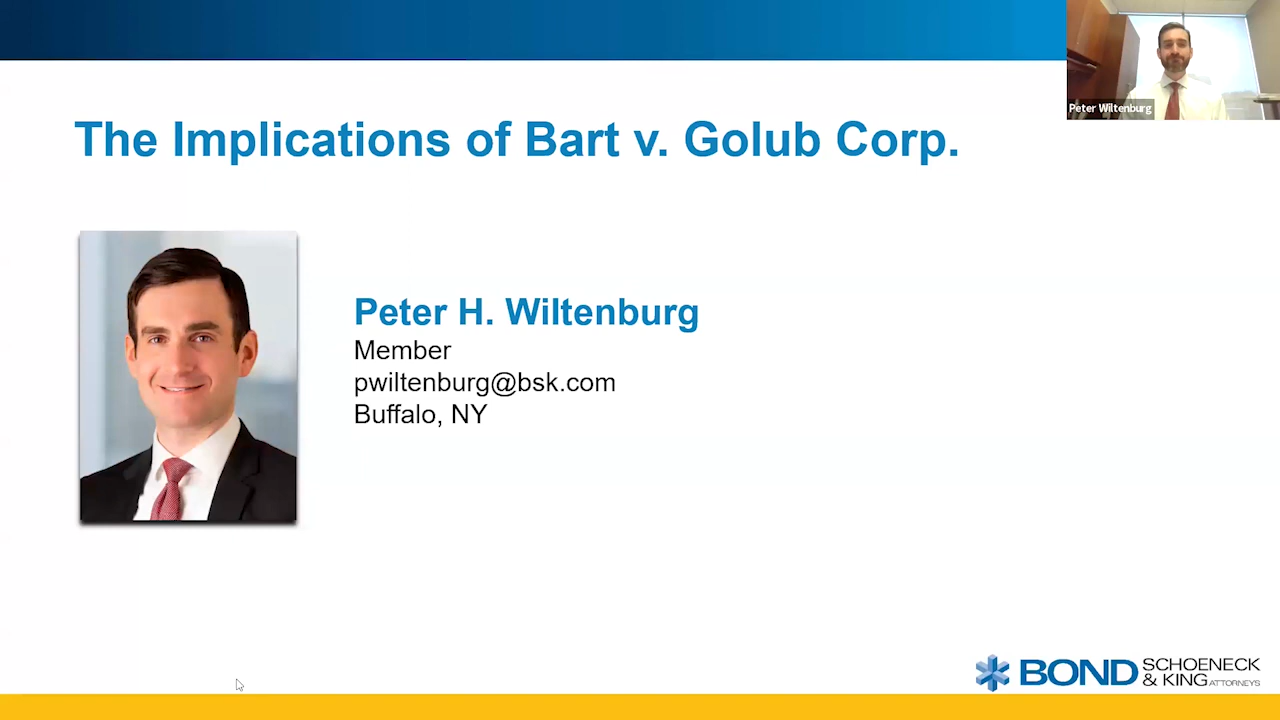 Peter Wiltenburg
The Implications of Bart v. Golub Corp.
Peter H. Wiltenburg
Member
pwiltenburg@bsk.com
Buffalo, NY
BOND SCHOENECK
& KING ATTORNEYS